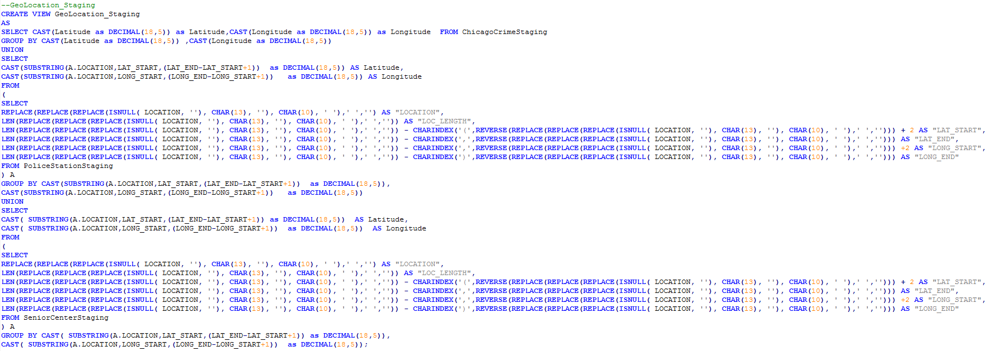 --GeoLocation_Staging
CREATE VIEW GeoLocation_Staging
AS
SELECT CAST(Latitude as DECIMAL(18,5)) as Latitude,CAST(Longitude as DECIMAL(18,5)) as Longitude  FROM ChicagoCrimeStaging
GROUP BY CAST(Latitude as DECIMAL(18,5)) ,CAST(Longitude as DECIMAL(18,5))
UNION
SELECT
CAST(SUBSTRING(A.LOCATION,LAT_START,(LAT_END-LAT_START+1))  as DECIMAL(18,5)) AS Latitude,
CAST(SUBSTRING(A.LOCATION,LONG_START,(LONG_END-LONG_START+1))   as DECIMAL(18,5)) AS Longitude
FROM
(
SELECT
REPLACE(REPLACE(REPLACE(ISNULL( LOCATION, ''), CHAR(13), ''), CHAR(10), ' '),' ','') AS "LOCATION",
LEN(REPLACE(REPLACE(REPLACE(ISNULL( LOCATION, ''), CHAR(13), ''), CHAR(10), ' '),' ','')) AS "LOC_LENGTH",
LEN(REPLACE(REPLACE(REPLACE(ISNULL( LOCATION, ''), CHAR(13), ''), CHAR(10), ' '),' ','')) - CHARINDEX('(',REVERSE(REPLACE(REPLACE(REPLACE(ISNULL( LOCATION, ''), CHAR(13), ''), CHAR(10), ' '),' ',''))) + 2 AS "LAT_START",
LEN(REPLACE(REPLACE(REPLACE(ISNULL( LOCATION, ''), CHAR(13), ''), CHAR(10), ' '),' ','')) - CHARINDEX(',',REVERSE(REPLACE(REPLACE(REPLACE(ISNULL( LOCATION, ''), CHAR(13), ''), CHAR(10), ' '),' ',''))) AS "LAT_END",
LEN(REPLACE(REPLACE(REPLACE(ISNULL( LOCATION, ''), CHAR(13), ''), CHAR(10), ' '),' ','')) - CHARINDEX(',',REVERSE(REPLACE(REPLACE(REPLACE(ISNULL( LOCATION, ''), CHAR(13), ''), CHAR(10), ' '),' ',''))) +2 AS "LONG_START",
LEN(REPLACE(REPLACE(REPLACE(ISNULL( LOCATION, ''), CHAR(13), ''), CHAR(10), ' '),' ','')) - CHARINDEX(')',REVERSE(REPLACE(REPLACE(REPLACE(ISNULL( LOCATION, ''), CHAR(13), ''), CHAR(10), ' '),' ',''))) AS "LONG_END"
FROM PoliceStationStaging
) A
GROUP BY CAST(SUBSTRING(A.LOCATION,LAT_START,(LAT_END-LAT_START+1))  as DECIMAL(18,5)),
CAST(SUBSTRING(A.LOCATION,LONG_START,(LONG_END-LONG_START+1))   as DECIMAL(18,5))
UNION
SELECT
CAST( SUBSTRING(A.LOCATION,LAT_START,(LAT_END-LAT_START+1)) as DECIMAL(18,5))  AS Latitude,
CAST( SUBSTRING(A.LOCATION,LONG_START,(LONG_END-LONG_START+1))  as DECIMAL(18,5))  AS Longitude
FROM
(
SELECT
REPLACE(REPLACE(REPLACE(ISNULL( LOCATION, ''), CHAR(13), ''), CHAR(10), ' '),' ','') AS "LOCATION",
LEN(REPLACE(REPLACE(REPLACE(ISNULL( LOCATION, ''), CHAR(13), ''), CHAR(10), ' '),' ','')) AS "LOC_LENGTH",
LEN(REPLACE(REPLACE(REPLACE(ISNULL( LOCATION, ''), CHAR(13), ''), CHAR(10), ' '),' ','')) - CHARINDEX('(',REVERSE(REPLACE(REPLACE(REPLACE(ISNULL( LOCATION, ''), CHAR(13), ''), CHAR(10), ' '),' ',''))) + 2 AS "LAT_START",
LEN(REPLACE(REPLACE(REPLACE(ISNULL( LOCATION, ''), CHAR(13), ''), CHAR(10), ' '),' ','')) - CHARINDEX(',',REVERSE(REPLACE(REPLACE(REPLACE(ISNULL( LOCATION, ''), CHAR(13), ''), CHAR(10), ' '),' ',''))) AS "LAT_END",
LEN(REPLACE(REPLACE(REPLACE(ISNULL( LOCATION, ''), CHAR(13), ''), CHAR(10), ' '),' ','')) - CHARINDEX(',',REVERSE(REPLACE(REPLACE(REPLACE(ISNULL( LOCATION, ''), CHAR(13), ''), CHAR(10), ' '),' ',''))) +2 AS "LONG_START",
LEN(REPLACE(REPLACE(REPLACE(ISNULL( LOCATION, ''), CHAR(13), ''), CHAR(10), ' '),' ','')) - CHARINDEX(')',REVERSE(REPLACE(REPLACE(REPLACE(ISNULL( LOCATION, ''), CHAR(13), ''), CHAR(10), ' '),' ',''))) AS "LONG_END"
FROM SeniorCenterStaging
) A
GROUP BY CAST( SUBSTRING(A.LOCATION,LAT_START,(LAT_END-LAT_START+1)) as DECIMAL(18,5)),
CAST( SUBSTRING(A.LOCATION,LONG_START,(LONG_END-LONG_START+1))  as DECIMAL(18,5));